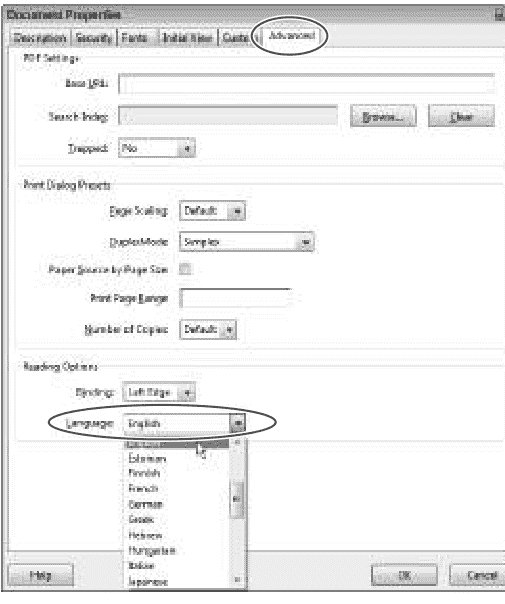 Document Properties
Description Security Fonts Initial View Custom Advanced
PDF Settings
Base URL:
Search Index: Browse... Clear
Trapped: No
Print Dialog Presets
Page Scaling: Default
DuplexMode: Simplex
Paper Source by Page Size
Print Page Range:
Number of Copies: Default
Reading Options
Binding: Left Edge
Language: English
Estonian
Finnish
French
German
Greek
Hebrew
Hungarian
Italian
Japanese
Help OK Cancel